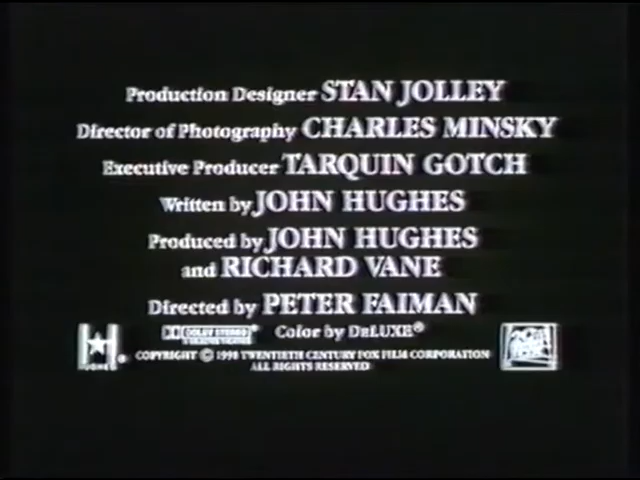 Production Designer STAN JOLLEY
Director of Photography CHARLES MINSKY
Executive Producer TARQUIN GOTCH
Written by JOHN HUGHES
Produced by JOHN HUGHES
and RICHARD VANE
Directed by PETER FAIMAN
DOLBY STEREO® Color by DELUXE®
COPYRIGHT © 1990 TWENTIETH CENTURY FOX FILM CORPORATION
ALL RIGHTS RESERVED